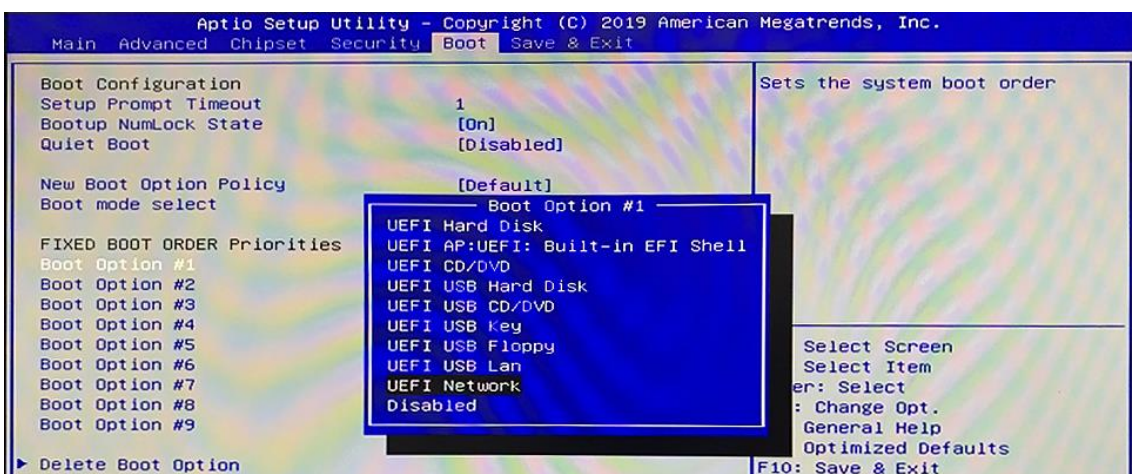 Aptio Setup Utility – Copyright (C) 2019 American Megatrends, Inc.
Main Advanced Chipset Security Boot Save & Exit
Boot Configuration
Setup Prompt Timeout 1
Bootup NumLock State [On]
Quiet Boot [Disabled]
New Boot Option Policy [Default]
Boot mode select
FIXED BOOT ORDER Priorities
Boot Option #1
Boot Option #2
Boot Option #3
Boot Option #4
Boot Option #5
Boot Option #6
Boot Option #7
Boot Option #8
Boot Option #9
Delete Boot Option
Boot Option #1
UEFI Hard Disk
UEFI AP:UEFI: Built-in EFI Shell
UEFI CD/DVD
UEFI USB Hard Disk
UEFI USB CD/DVD
UEFI USB Key
UEFI USB Floppy
UEFI USB Lan
UEFI Network
Disabled
Sets the system boot order
Select Screen
Select Item
er: Select
: Change Opt.
General Help
Optimized Defaults
F10: Save & Exit